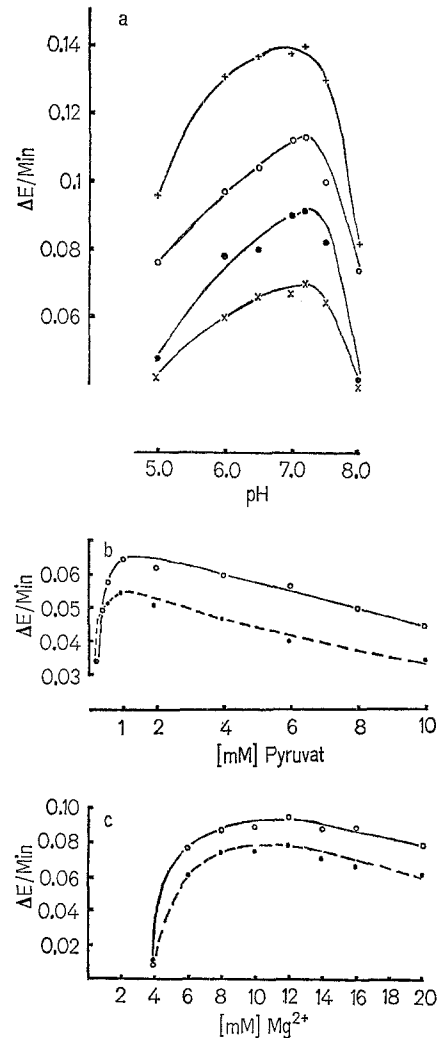 a
0.14
0.12
0.1
0.08
0.06
ΔE/Min
5.0 6.0 7.0 8.0
pH
b
0.06
0.05
0.04
0.03
ΔE/Min
1 2 4 6 8 10
[mM] Pyruvat
c
0.10
0.08
0.06
0.04
0.02
ΔE/Min
2 4 6 8 10 12 14 16 18 20
[mM] Mg²⁺